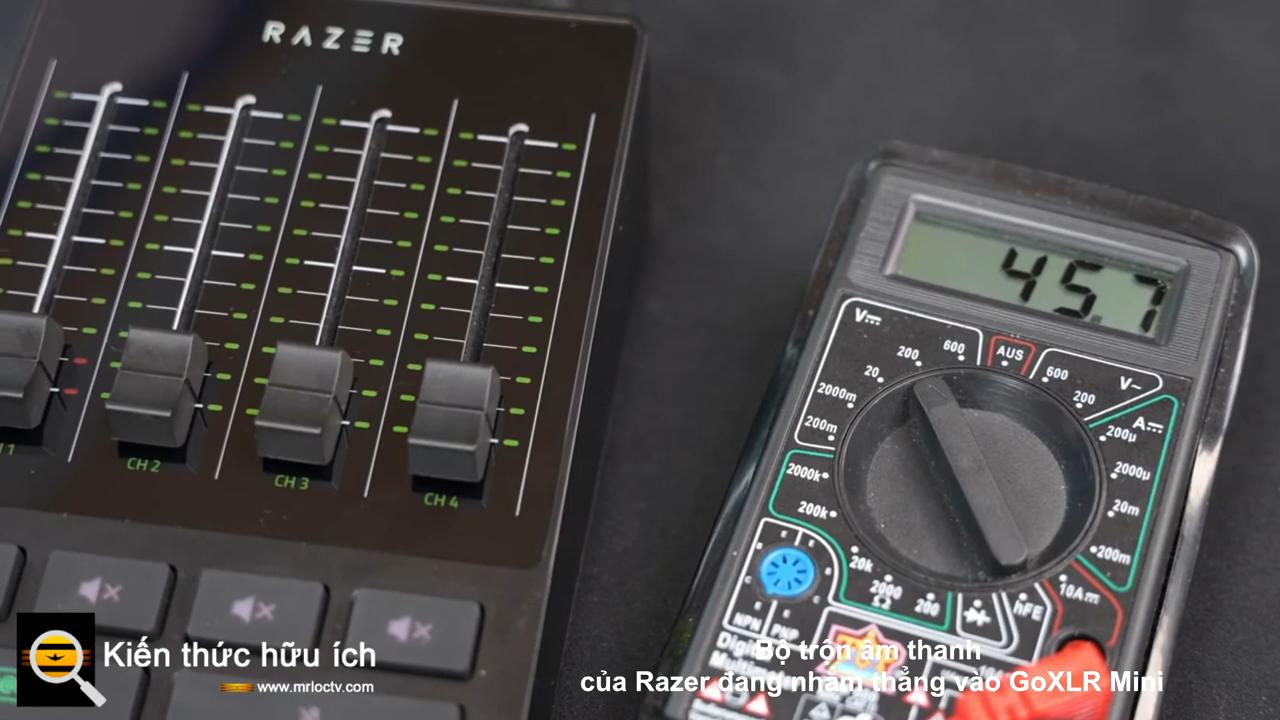 RAZER
CH 2
CH 3
CH 4
45.7
V
600
AUS
600
V~
200
200
20
A
200µ
2000m
2000µ
200m
20m
2000k
200m
200k
10A
20k
2000
200
hFE
Ω
NPN
PNP
Kiến thức hữu ích
www.mrloctv.com
Bộ trộn âm thanh
của Razer đang nhắm thẳng vào GoXLR Mini